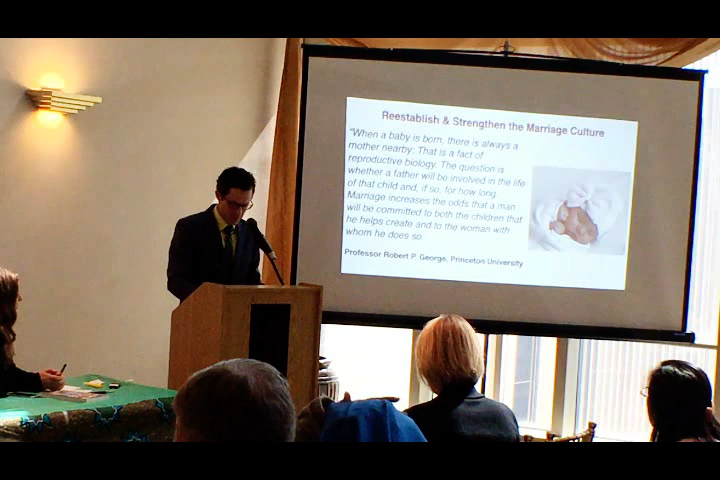 Reestablish & Strengthen the Marriage Culture
"When a baby is born, there is always a
mother nearby: That is a fact of
reproductive biology. The question is
whether a father will be involved in the life
of that child and, if so, for how long
Marriage increases the odds that a man
will be committed to both the children that
he helps create and to the woman with
whom he does so
Professor Robert P. George, Princeton University